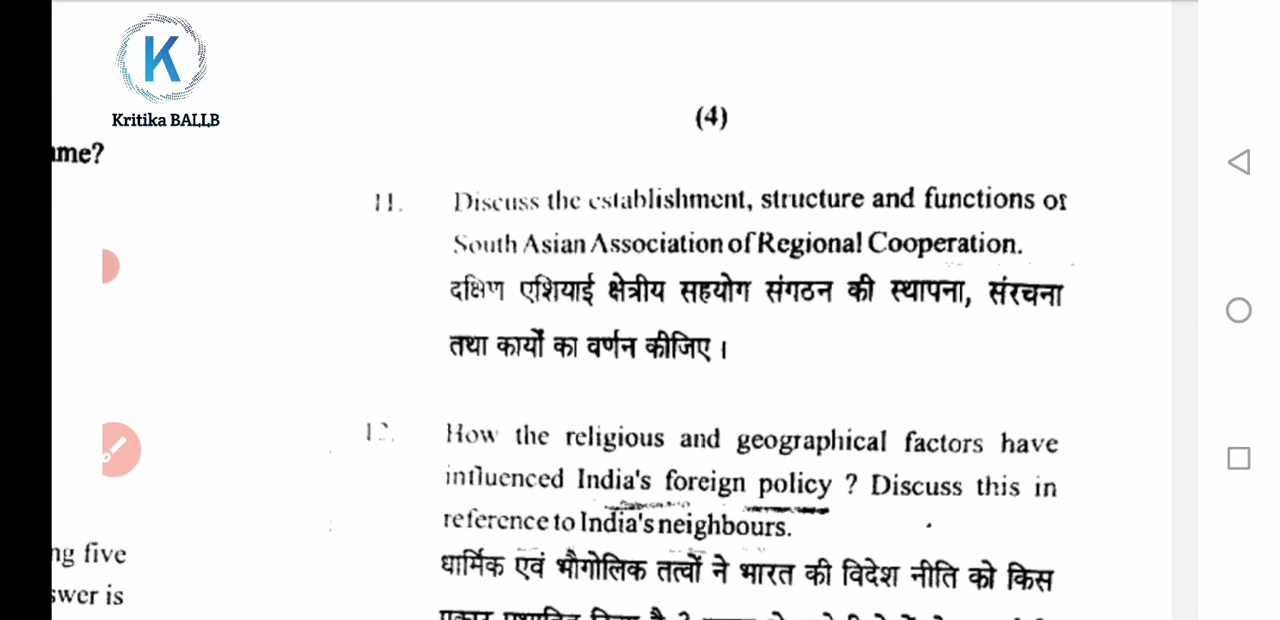 K
Kritika BALLB
(4)
ame?
11. Discuss the establishment, structure and functions of
South Asian Association of Regional Cooperation.
दक्षिण एशियाई क्षेत्रीय सहयोग संगठन की स्थापना, संरचना
तथा कार्यों का वर्णन कीजिए।
12. How the religious and geographical factors have
influenced India's foreign policy ? Discuss this in
reference to India's neighbours.
धार्मिक एवं भौगोलिक तत्वों ने भारत की विदेश नीति को किस
ng five
swer is